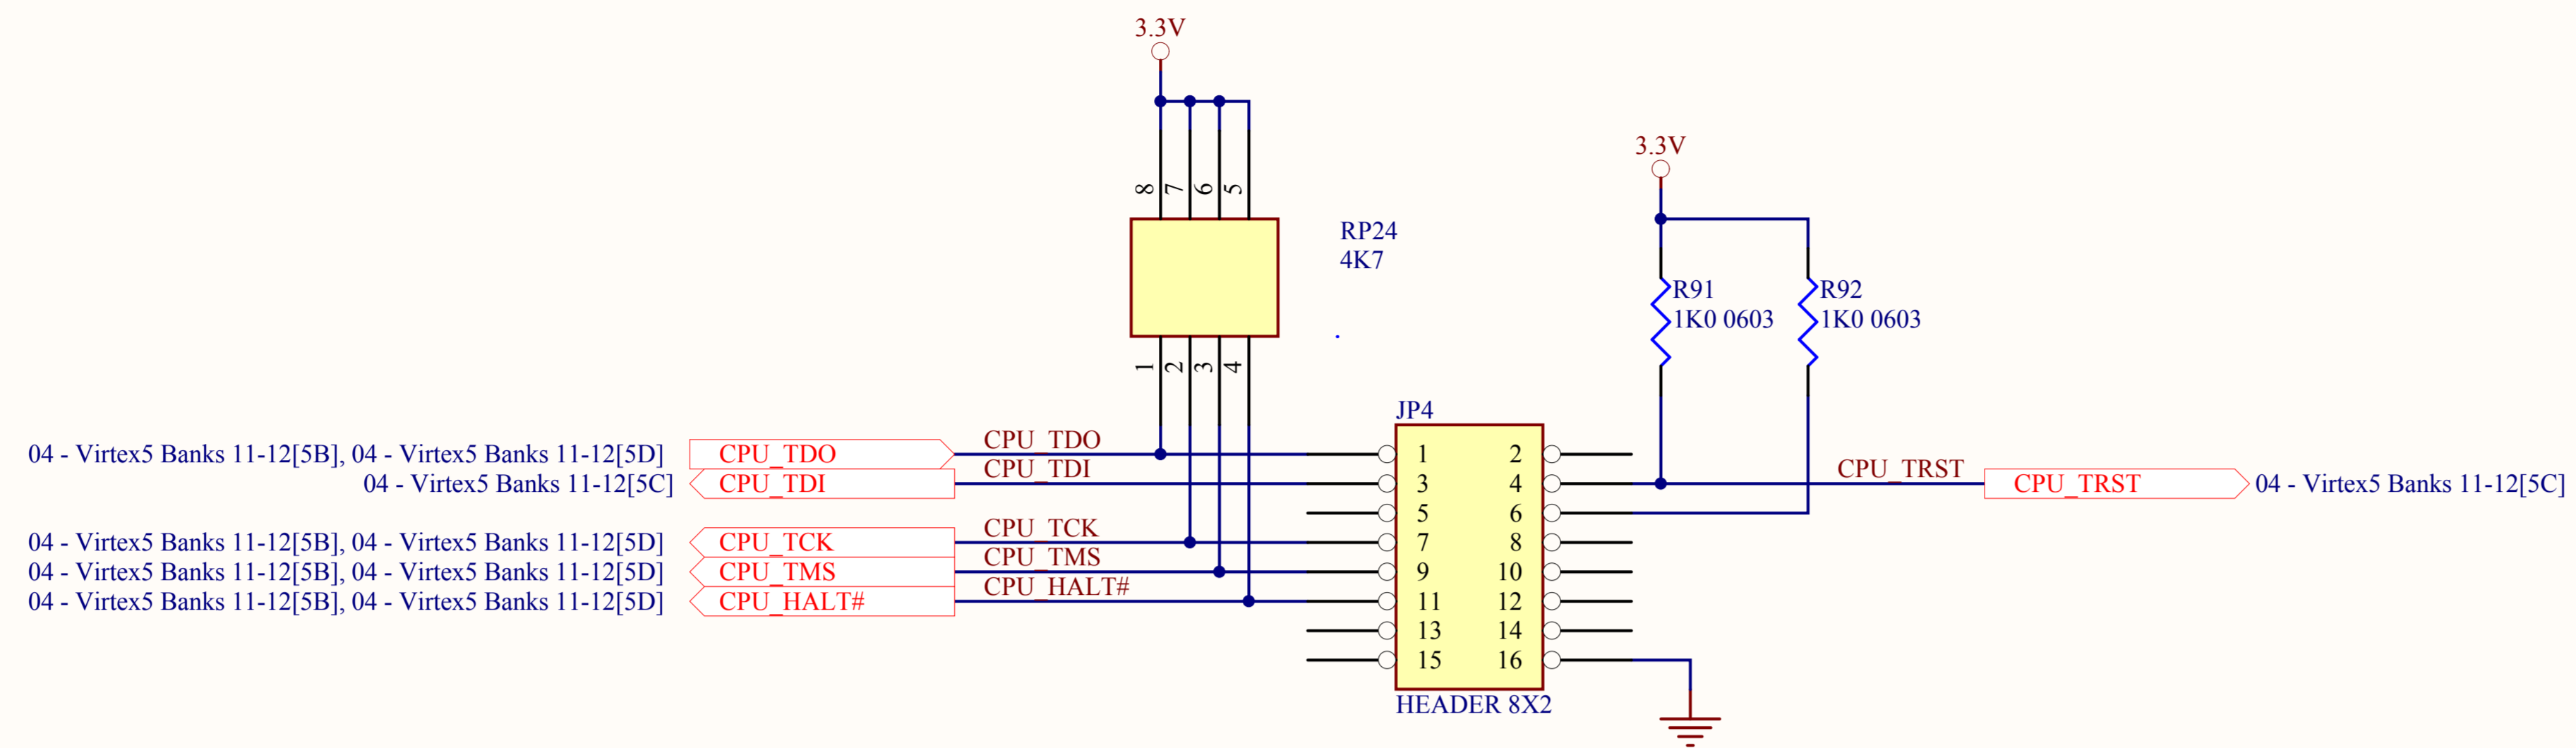 3.3V
3.3V
8 7 6 5
RP24
4K7
R91
1K0 0603
R92
1K0 0603
1 2 3 4
JP4
04 - Virtex5 Banks 11-12[5B], 04 - Virtex5 Banks 11-12[5D] CPU_TDO CPU_TDO 1 2
04 - Virtex5 Banks 11-12[5C] CPU_TDI CPU_TDI 3 4 CPU_TRST CPU_TRST 04 - Virtex5 Banks 11-12[5C]
5 6
04 - Virtex5 Banks 11-12[5B], 04 - Virtex5 Banks 11-12[5D] CPU_TCK CPU_TCK 7 8
04 - Virtex5 Banks 11-12[5B], 04 - Virtex5 Banks 11-12[5D] CPU_TMS CPU_TMS 9 10
04 - Virtex5 Banks 11-12[5B], 04 - Virtex5 Banks 11-12[5D] CPU_HALT# CPU_HALT# 11 12
13 14
15 16
HEADER 8X2